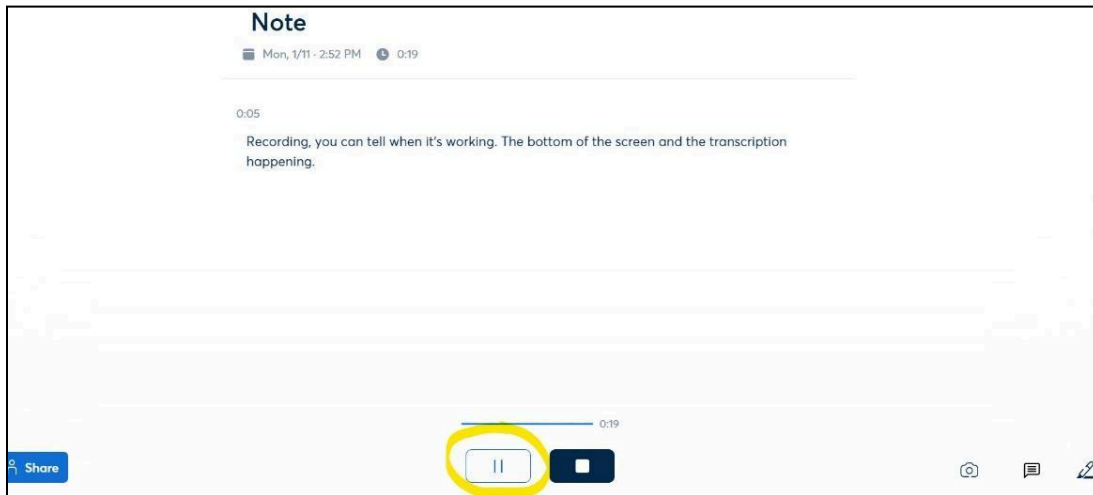 Note
Mon, 1/11 · 2:52 PM 0:19
0:05
Recording, you can tell when it's working. The bottom of the screen and the transcription
happening.
0:19
Share